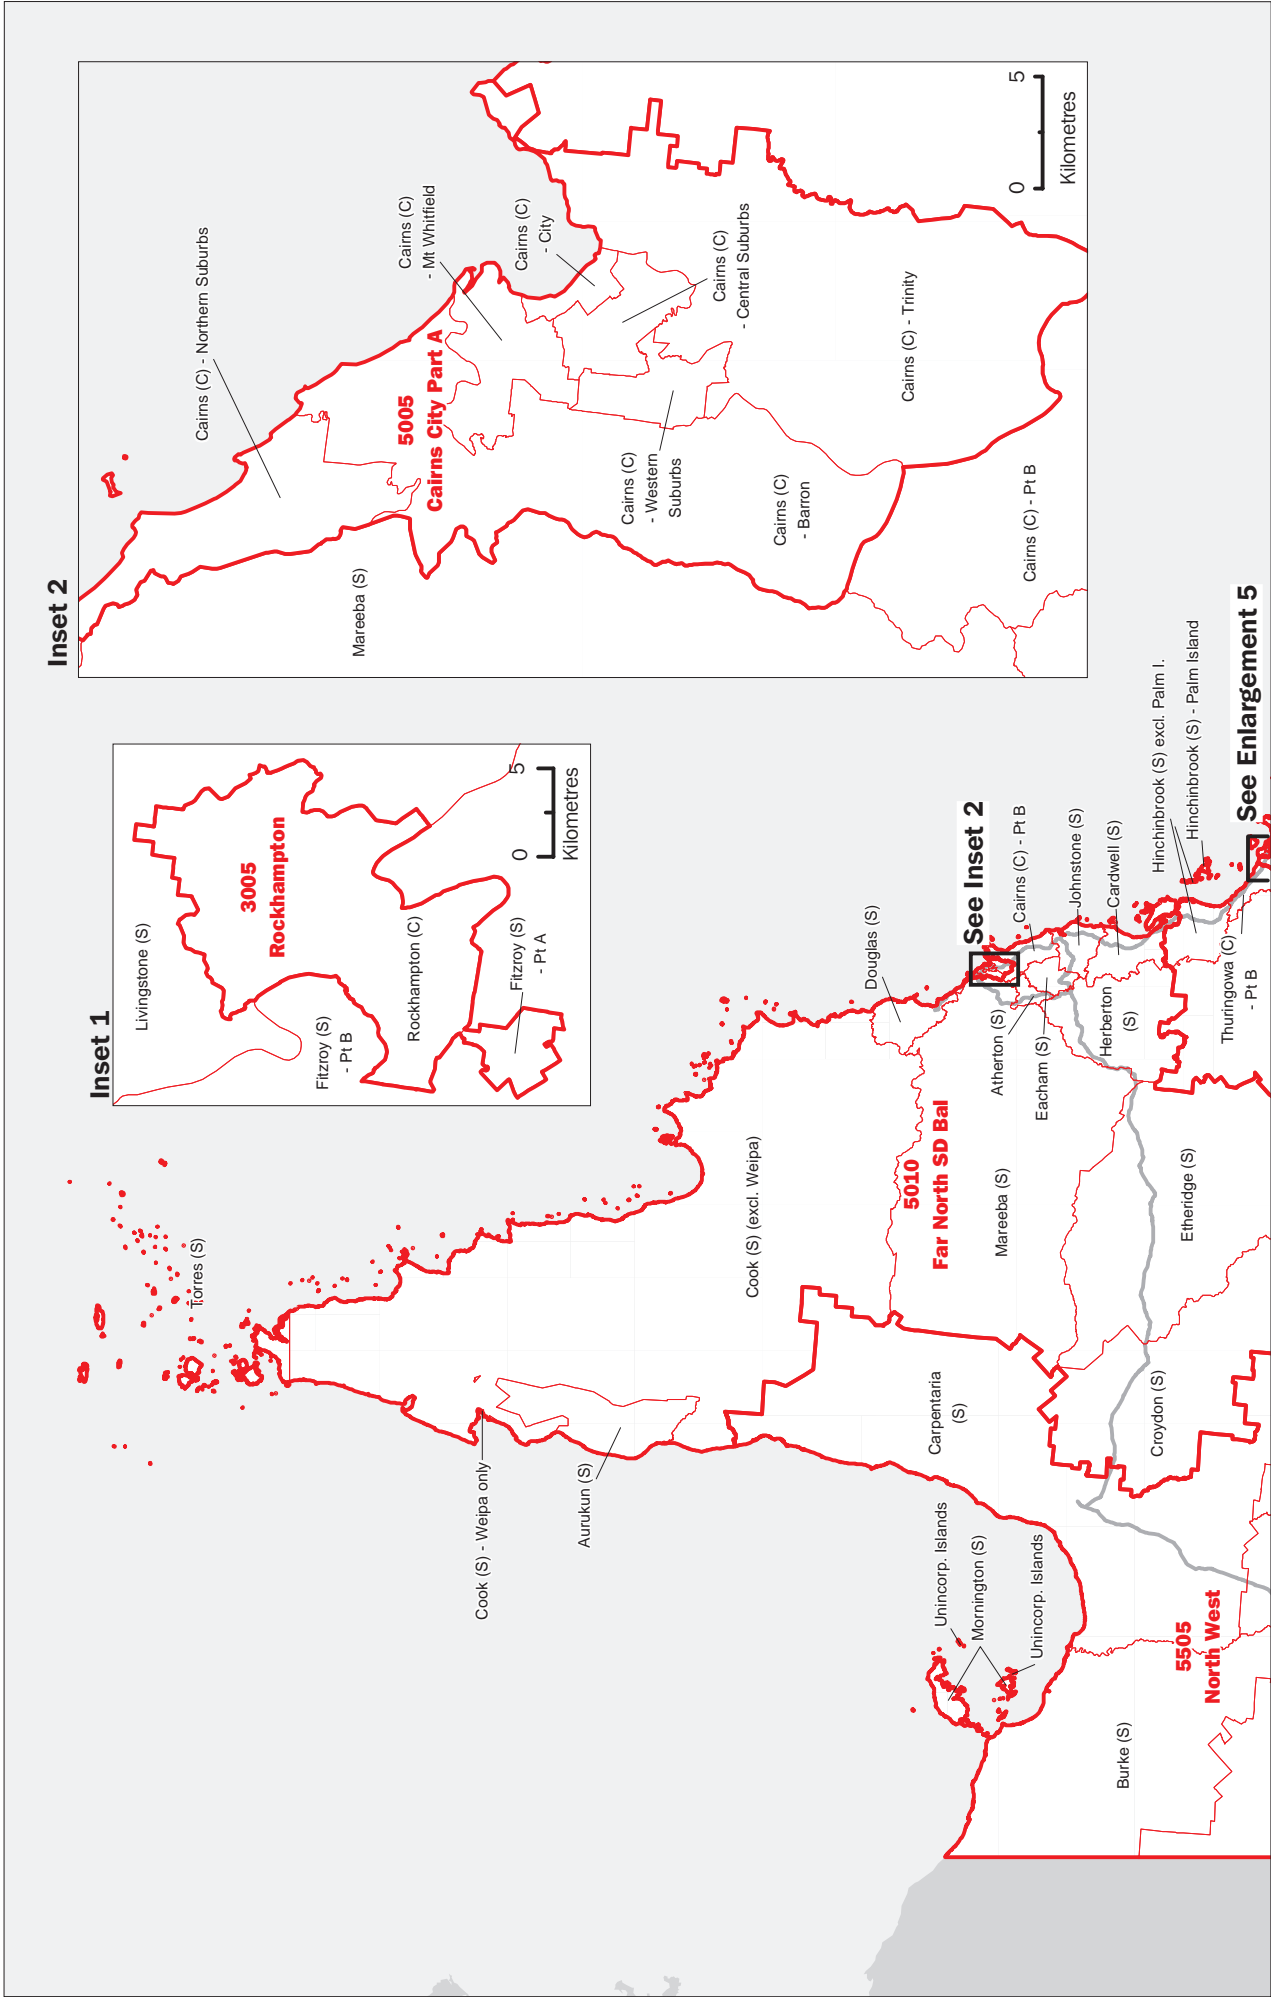 Inset 1
Livingstone (S)
3005
Rockhampton
Fitzroy (S)
- Pt B
Rockhampton (C)
Fitzroy (S)
- Pt A
0
5
Kilometres
Inset 2
Cairns (C) - Northern Suburbs
Mareeba (S)
5005
Cairns City Part A
Cairns (C)
- Mt Whitfield
Cairns (C)
- City
Cairns (C)
- Central Suburbs
Cairns (C)
- Western
Suburbs
Cairns (C)
- Barron
Cairns (C) - Trinity
Cairns (C) - Pt B
0
5
Kilometres
Torres (S)
Cook (S) - Weipa only
Aurukun (S)
Cook (S) (excl. Weipa)
Douglas (S)
5010
Far North SD Bal
See Inset 2
Carpentaria
(S)
Unincorp. Islands
Mornington (S)
Unincorp. Islands
Mareeba (S)
Atherton (S)
Eacham (S)
Cairns (C) - Pt B
Johnstone (S)
Herberton
(S)
Cardwell (S)
Burke (S)
Croydon (S)
Etheridge (S)
Hinchinbrook (S) excl. Palm I.
Hinchinbrook (S) - Palm Island
5505
North West
Thuringowa (C)
- Pt B
See Enlargement 5